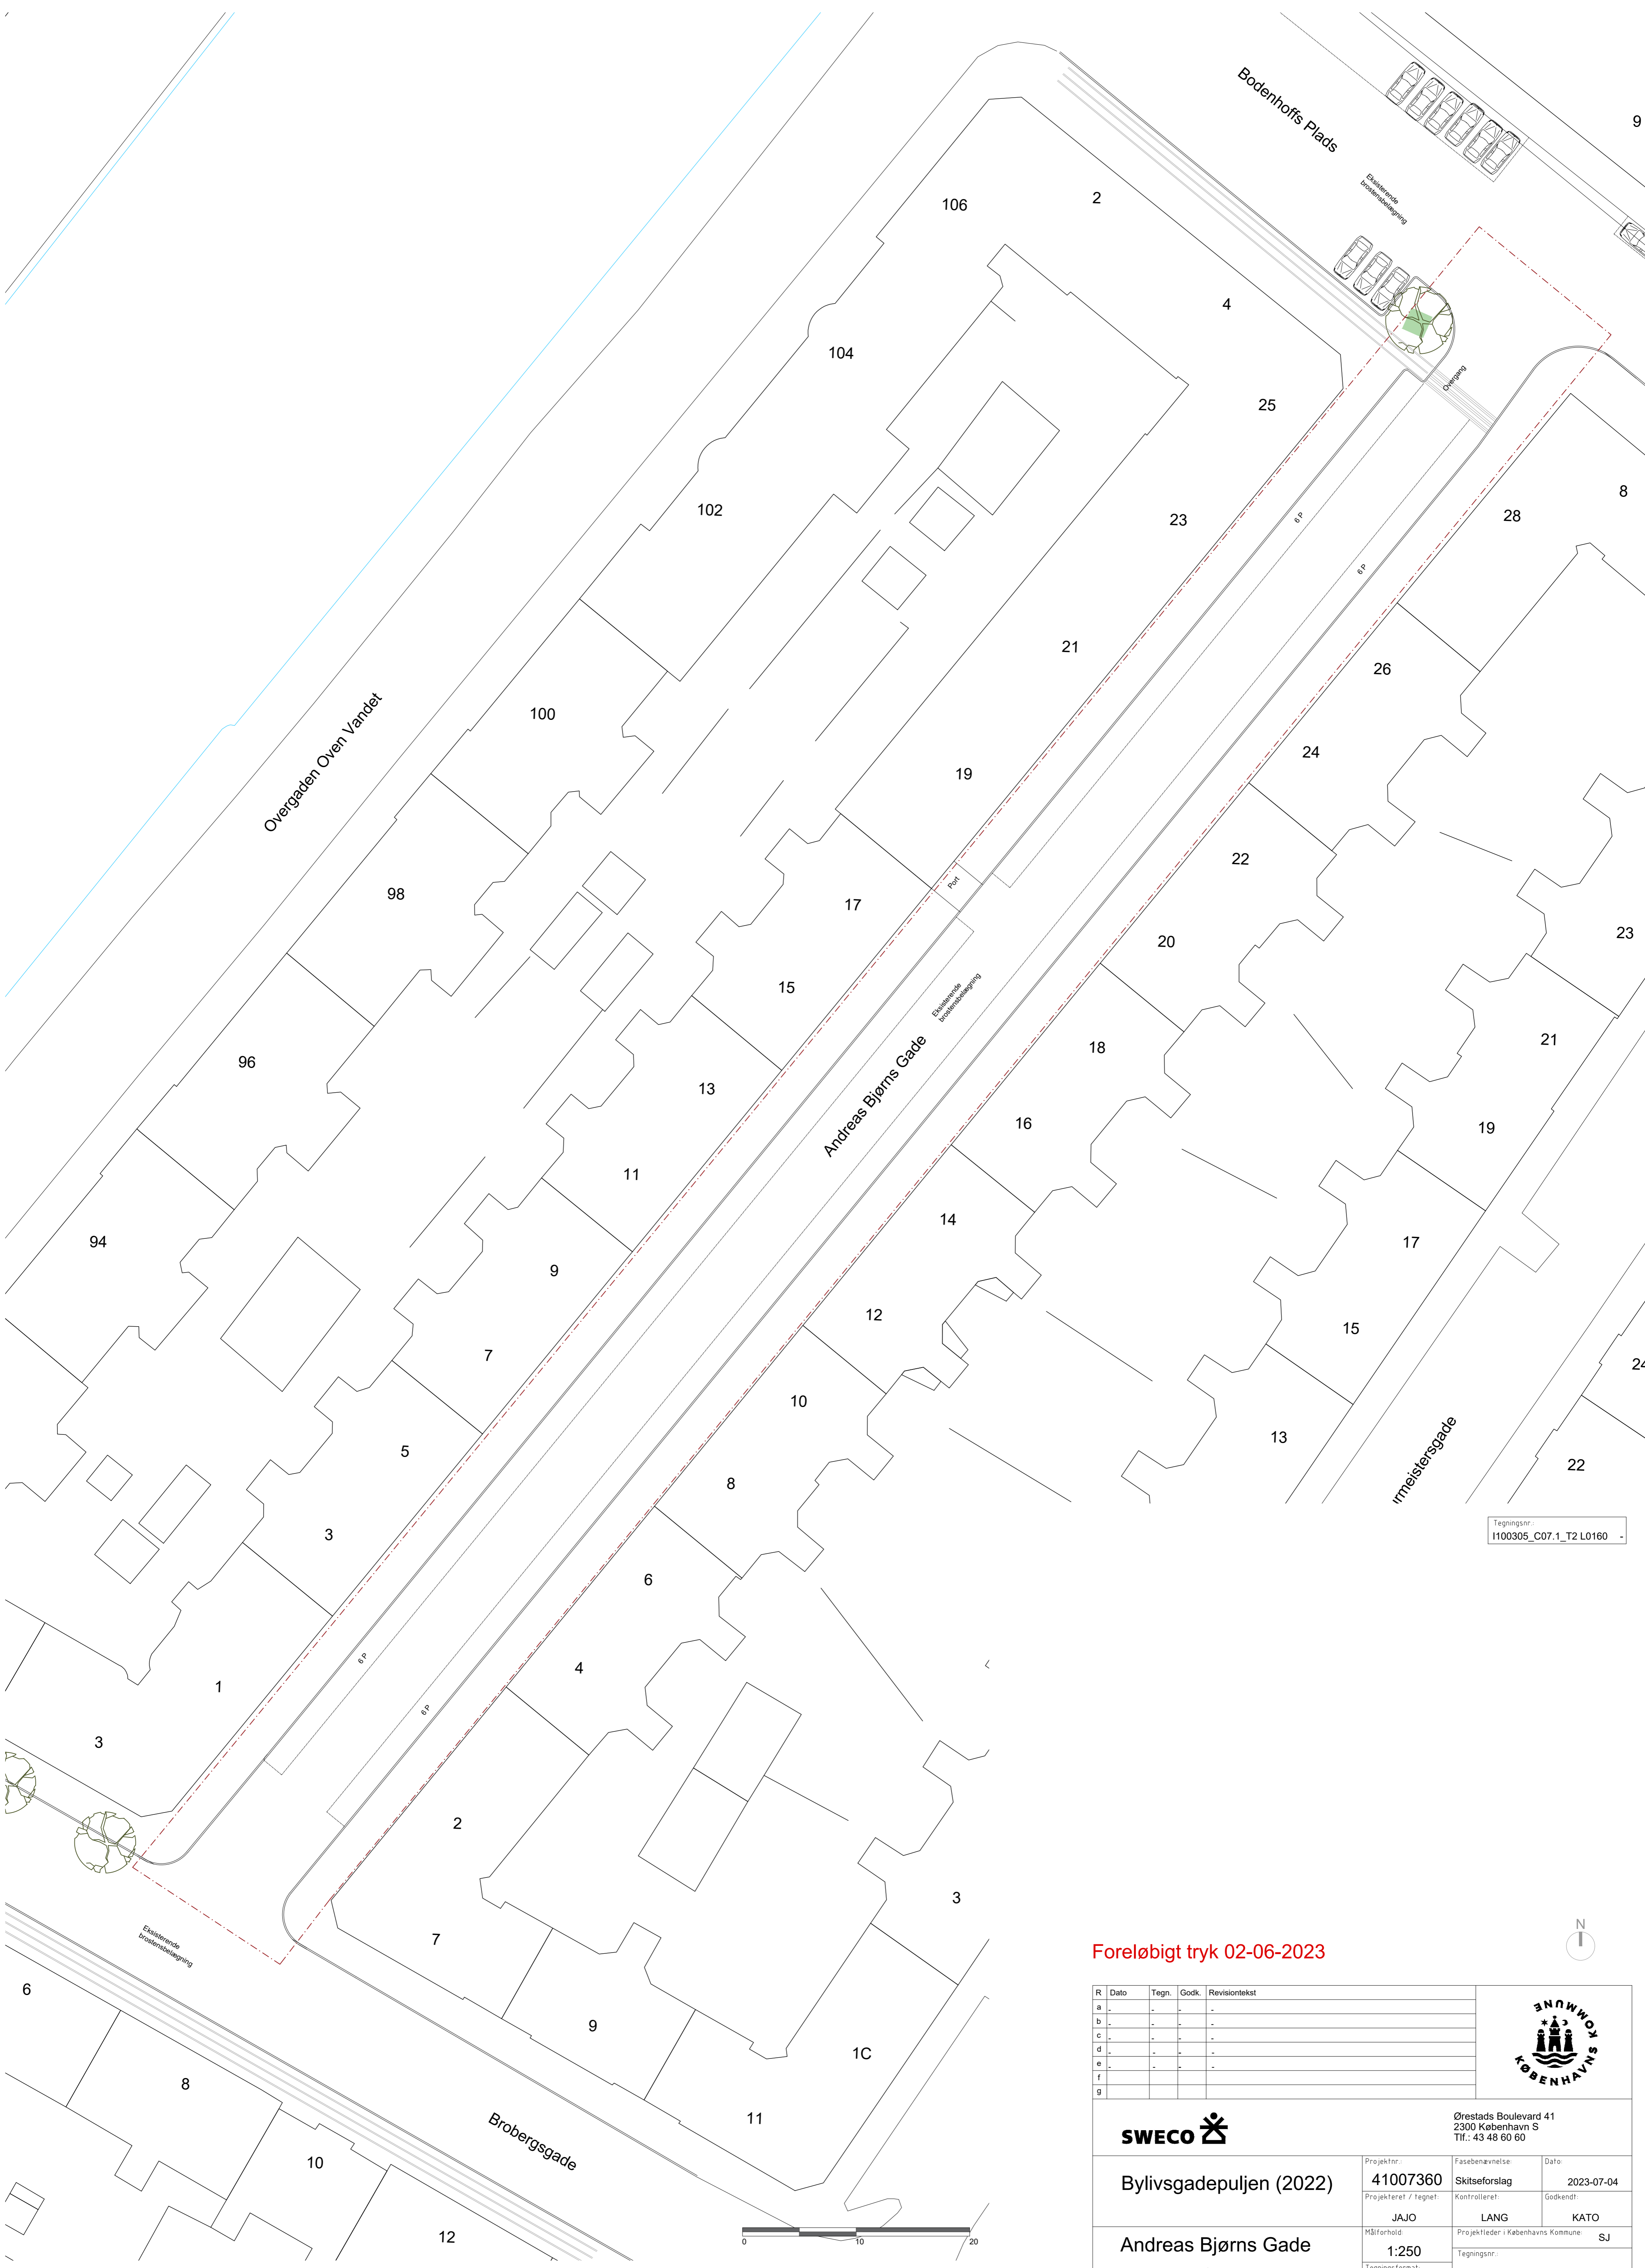 Bodenhoffs Plads
9
Eksisterende
brostensbelægning
106
2
4
104
Overgang
25
8
102
28
23
6 P
6 P
21
26
100
Overgaden Oven Vandet
24
19
22
98
Port
17
23
20
15
Eksisterende
brostensbelægning
21
18
96
Andreas Bjørns Gade
13
16
19
11
14
94
17
9
12
15
7
24
10
13
5
22
8
3
Tegningsnr.:
I100305_C07.1_T2 L0160 -
6
4
6 P
1
6 P
3
2
3
7
Eksisterende
brostensbelægning
6
9
1C
8
11
Brobergsgade
10
12
0 10 20
N
Foreløbigt tryk 02-06-2023
R Dato Tegn. Godk. Revisiontekst
a - - - -
b - - - -
c - - - -
d - - - -
e - - - -
f
g
KØBENHAVNS KOMMUNE
SWECO
Ørestads Boulevard 41
2300 København S
Tlf.: 43 48 60 60
Bylivsgadepuljen (2022)
Projektnr.: Fasebenævnelse: Dato:
41007360 Skitseforslag 2023-07-04
Projekteret / tegnet: Kontrolleret: Godkendt:
JAJO LANG KATO
Andreas Bjørns Gade
Målforhold: Projektleder i Københavns Kommune: SJ
1:250
Tegningsnr.:
Tegningsformat: